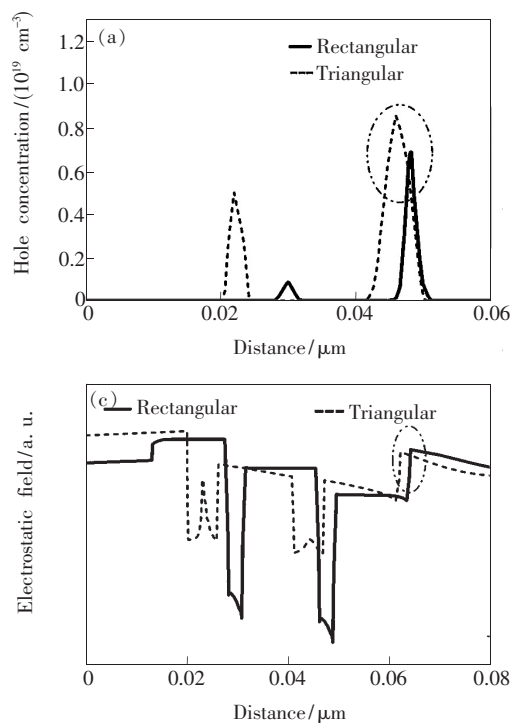 (a)
Rectangular
Triangular
Hole concentration/(10¹⁹ cm⁻³)
1.2
1.0
0.8
0.6
0.4
0.2
0
0 0.02 0.04 0.06
Distance/μm
(c)
Rectangular Triangular
Electrostatic field/a. u.
0 0.02 0.04 0.06 0.08
Distance/μm